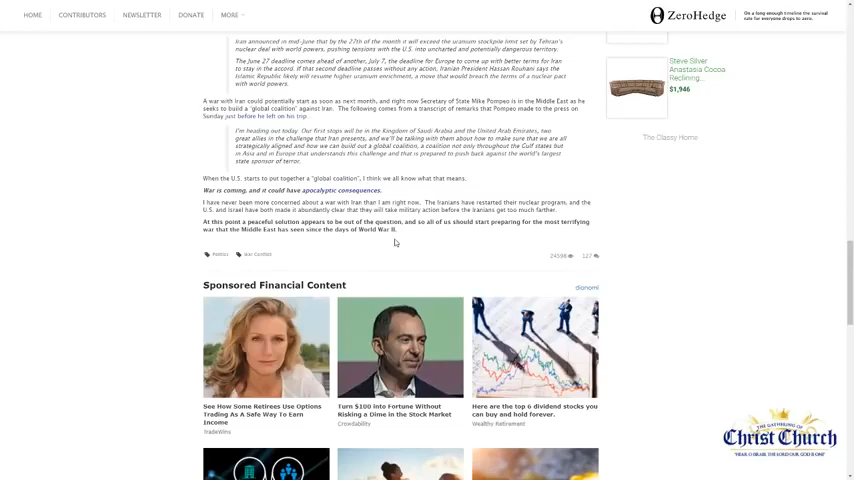 HOME
CONTRIBUTORS
NEWSLETTER
DONATE
MORE
ZeroHedge
On a long enough timeline the survival
rate for everyone drops to zero.
Iran announced in mid-June that by the 27th of the month it will exceed the uranium stockpile limit set by Tehran's
nuclear deal with world powers, pushing tensions with the U.S. into uncharted and potentially dangerous territory.
The June 27 deadline comes ahead of another, July 7, the deadline for Europe to come up with better terms for Iran
to stay in the accord. If that second deadline passes without any action, Iranian President Hassan Rouhani says the
Islamic Republic likely will resume higher uranium enrichment, a move that would breach the terms of a nuclear pact
with world powers.
A war with Iran could potentially start as soon as next month, and right now Secretary of State Mike Pompeo is in the Middle East as he
seeks to build a "global coalition" against Iran. The following comes from a transcript of remarks that Pompeo made to the press on
Sunday just before he left on his trip...
I'm heading out today. Our first stops will be in the Kingdom of Saudi Arabia and the United Arab Emirates, two
great allies in the challenge that Iran presents, and we'll be talking with them about how to make sure that we are all
strategically aligned and how we can build out a global coalition, a coalition not only throughout the Gulf states but
in Asia and in Europe that understands this challenge and that is prepared to push back against the world's largest
state sponsor of terror.
When the U.S. starts to put together a "global coalition", I think we all know what that means.
War is coming, and it could have apocalyptic consequences.
I have never been more concerned about a war with Iran than I am right now. The Iranians have restarted their nuclear program, and the
U.S. and Israel have both made it abundantly clear that they will take military action before the Iranians get too much farther.
At this point a peaceful solution appears to be out of the question, and so all of us should start preparing for the most terrifying
war that the Middle East has seen since the days of World War II.
Politics
War Conflict
24598
127
Steve Silver
Anastasia Cocoa
Reclining...
$1,946
The Classy Home
Sponsored Financial Content
dianomi
See How Some Retirees Use Options
Trading As A Safe Way To Earn
Income
TradeWins
Turn $100 into Fortune Without
Risking a Dime in the Stock Market
Crowdability
Here are the top 6 dividend stocks you
can buy and hold forever.
Wealthy Retirement
THE GATHERING OF
CHRIST CHURCH
"HEAR, O ISRAEL: THE LORD OUR GOD IS ONE"